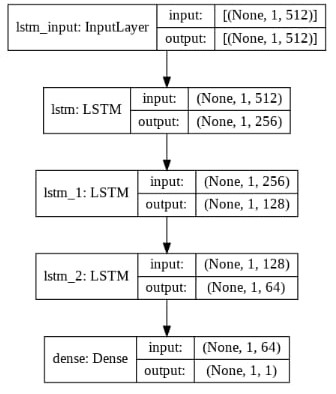 lstm_input: InputLayer input: [(None, 1, 512)]
output: [(None, 1, 512)]
lstm: LSTM input: (None, 1, 512)
output: (None, 1, 256)
lstm_1: LSTM input: (None, 1, 256)
output: (None, 1, 128)
lstm_2: LSTM input: (None, 1, 128)
output: (None, 1, 64)
dense: Dense input: (None, 1, 64)
output: (None, 1, 1)